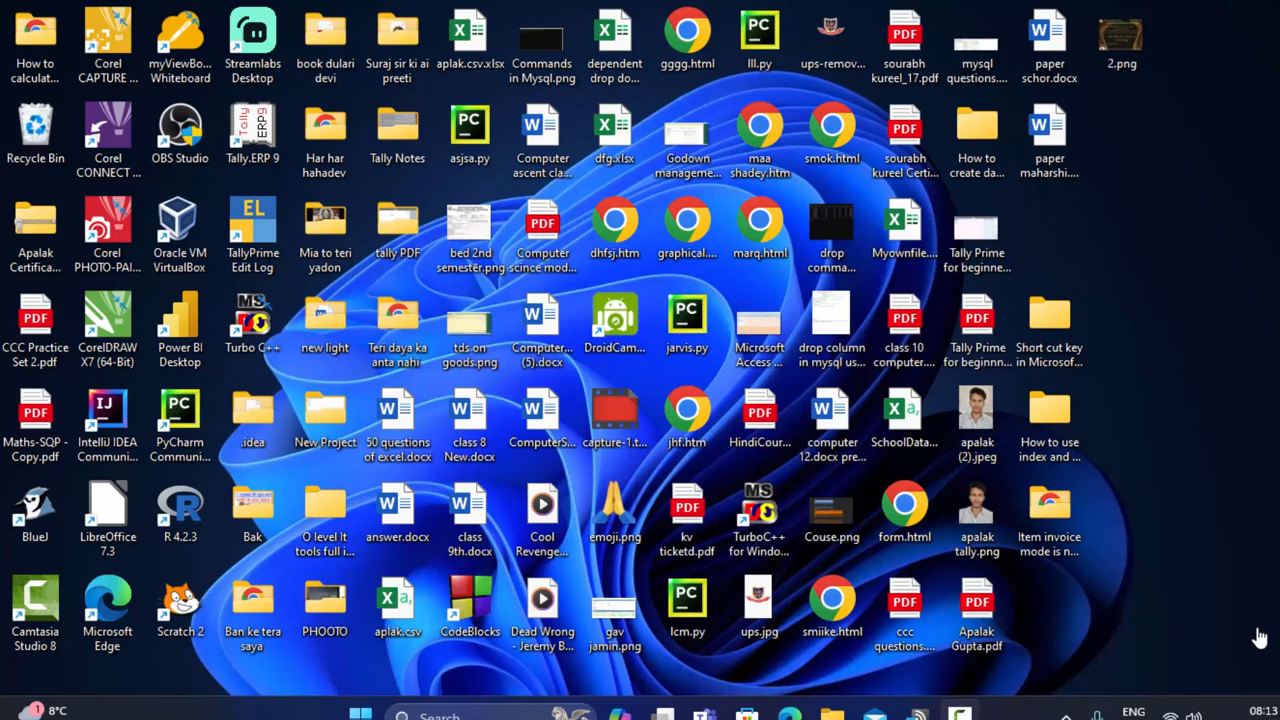 How to
calculat...
Corel
CAPTURE ...
myViewBo...
Whiteboard
Streamlabs
Desktop
book dulari
devi
Suraj sir k ai
preet
aplak.csv.xlsx
Commands
in Mysql.png
dependent
drop do...
gggg.html
lll.py
ups-remov...
sourabh
kureel_17.pdf
mysql
questions....
paper
schor.docx
2.png
Recycle Bin
Corel
CONNECT ...
OBS Studio
Tally.ERP 9
Har har
hahadev
Tally Notes
asjsa.py
Computer
ascent cla...
dfg.xlsx
Godown
manageme...
maa
shadey.htm
smok.html
sourabh
kureel Certi...
How to
create da...
paper
maharshi....
Apalak
Certifica...
Corel
PHOTO-PAI...
Oracle VM
VirtualBox
TallyPrime
Edit Log
Mia to teri
yadon
tally PDF
bed 2nd
semester.png
Computer
scince mod...
dhfsj.htm
graphical....
marq.html
drop
comma...
Myownfile....
Tally Prime
for beginne...
CCC Practice
Set 2.pdf
CorelDRAW
X7 (64-Bit)
Power BI
Desktop
Turbo C++
new light
Teri daya ka
anta nahi
tds on
goods.png
Computer...
(5).docx
DroidCam...
jarvis.py
Microsoft
Access ...
drop column
in mysql us...
class 10
computer....
Tally Prime
for beginnn...
Short cut key
in Microsof...
Maths-SQP -
Copy.pdf
IntelliJ IDEA
Communi...
PyCharm
Communi...
.idea
New Project
50 questions
of excel.docx
class 8
New.docx
ComputerS...
capture-1.t...
jhf.htm
HindiCour...
computer
12.docx pre...
SchoolData...
apalak
(2).jpeg
How to use
index and ...
BlueJ
LibreOffice
7.3
R 4.2.3
Bak
O level It
tools full i...
answer.docx
class
9th.docx
Cool
Revenge...
emoji.png
kv
ticketd.pdf
TurboC++
for Windo...
Couse.png
form.html
apalak
tally.png
Item invoice
mode is n...
Camtasia
Studio 8
Microsoft
Edge
Scratch 2
Ban ke tera
saya
PHOOTO
aplak.csv
CodeBlocks
Dead Wrong
- Jeremy B...
gav
jamin.png
lcm.py
ups.jpg
smiike.html
ccc
questions....
Apalak
Gupta.pdf
1
8°C
Search
ENG
08:13